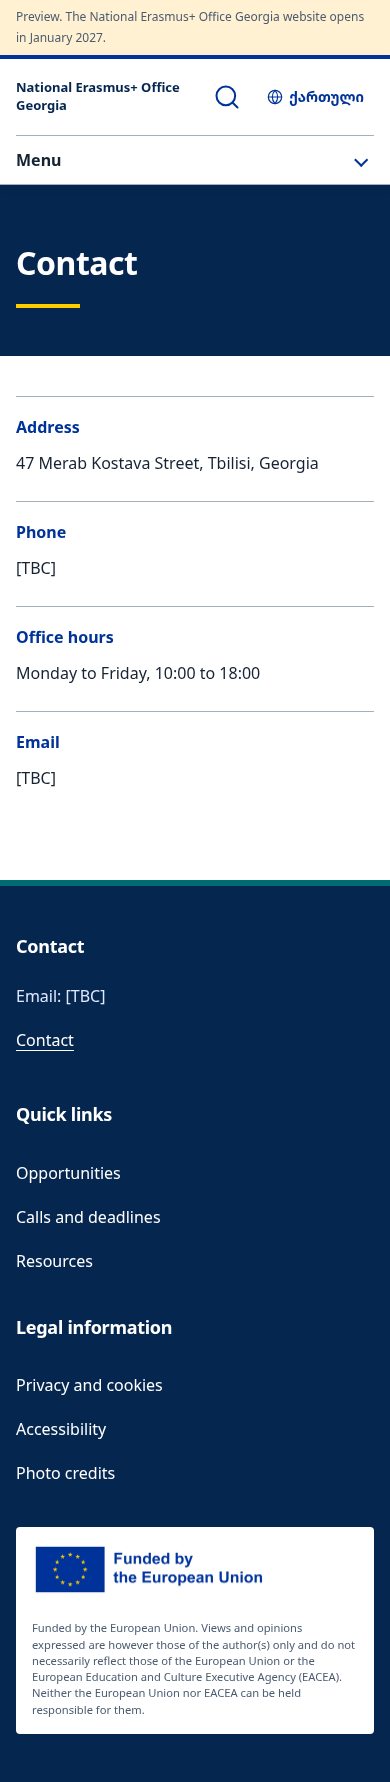 Preview. The National Erasmus+ Office Georgia website opens
in January 2027.
National Erasmus+ Office
Georgia
ქართული
Menu
Contact
Address
47 Merab Kostava Street, Tbilisi, Georgia
Phone
[TBC]
Office hours
Monday to Friday, 10:00 to 18:00
Email
[TBC]
Contact
Email: [TBC]
Contact
Quick links
Opportunities
Calls and deadlines
Resources
Legal information
Privacy and cookies
Accessibility
Photo credits
Funded by
the European Union
Funded by the European Union. Views and opinions
expressed are however those of the author(s) only and do not
necessarily reflect those of the European Union or the
European Education and Culture Executive Agency (EACEA).
Neither the European Union nor EACEA can be held
responsible for them.